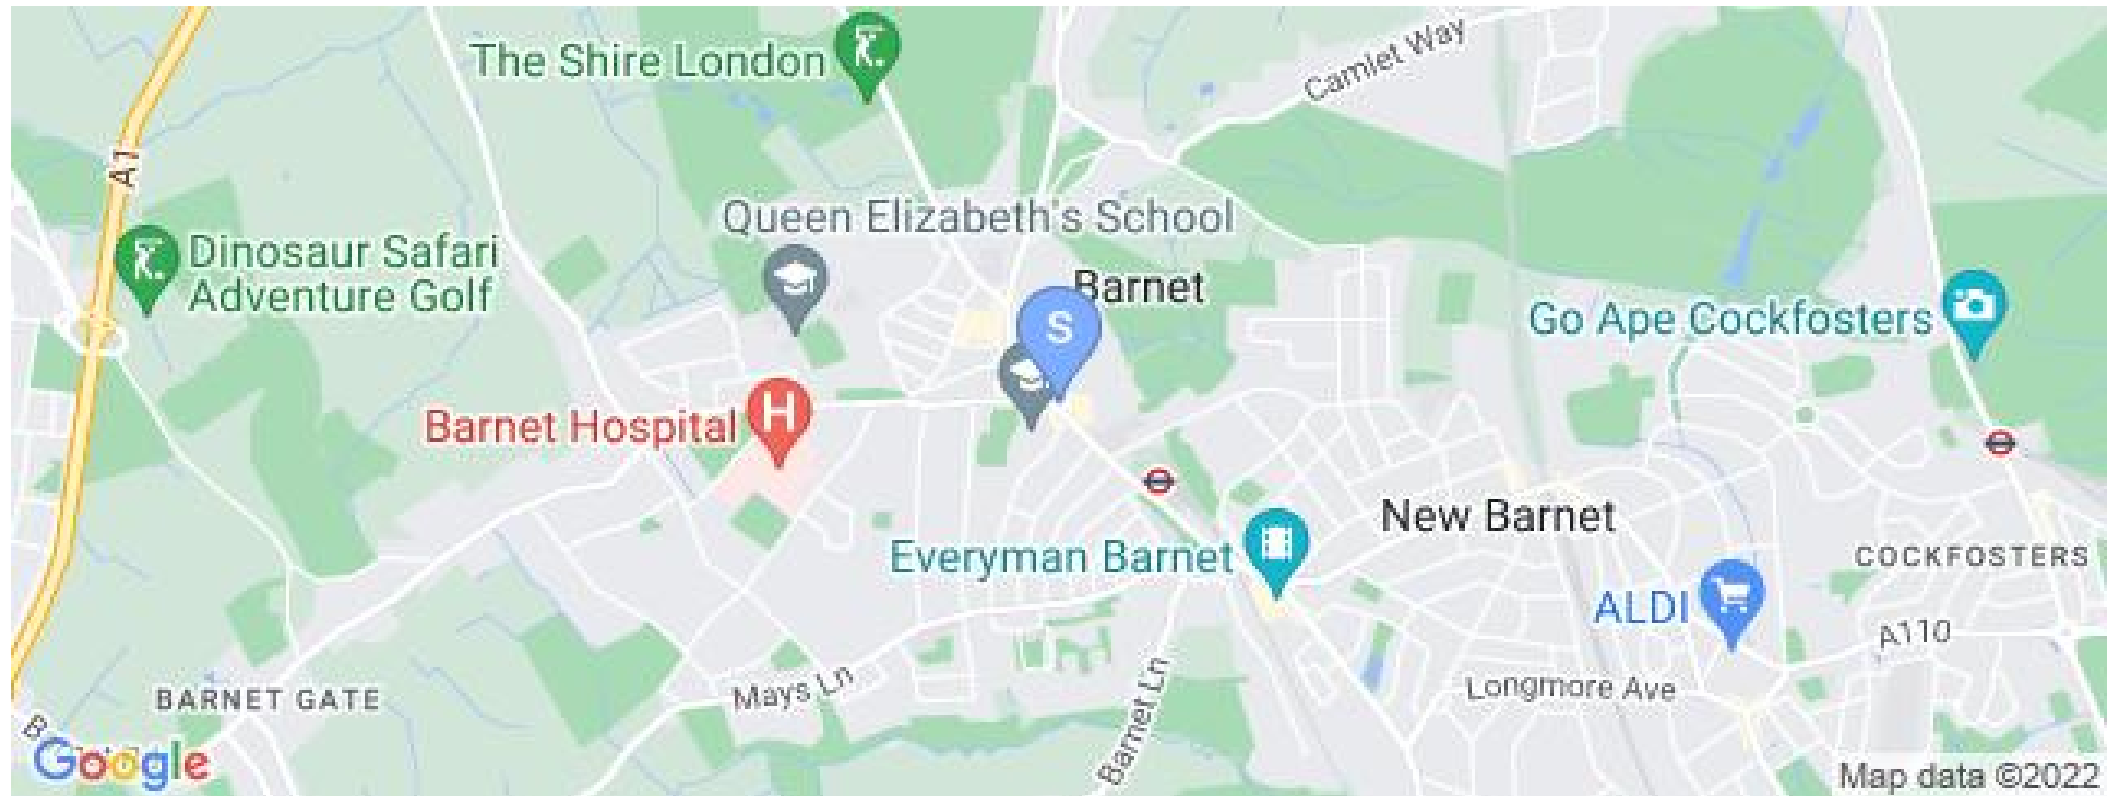 The Shire London
Camlet Way
A1
Queen Elizabeth's School
Dinosaur Safari
Adventure Golf
Barnet
S
Go Ape Cockfosters
Barnet Hospital
H
New Barnet
Everyman Barnet
COCKFOSTERS
ALDI
A110
BARNET GATE
Mays Ln
Longmore Ave
Barnet Ln
Google
Map data ©2022